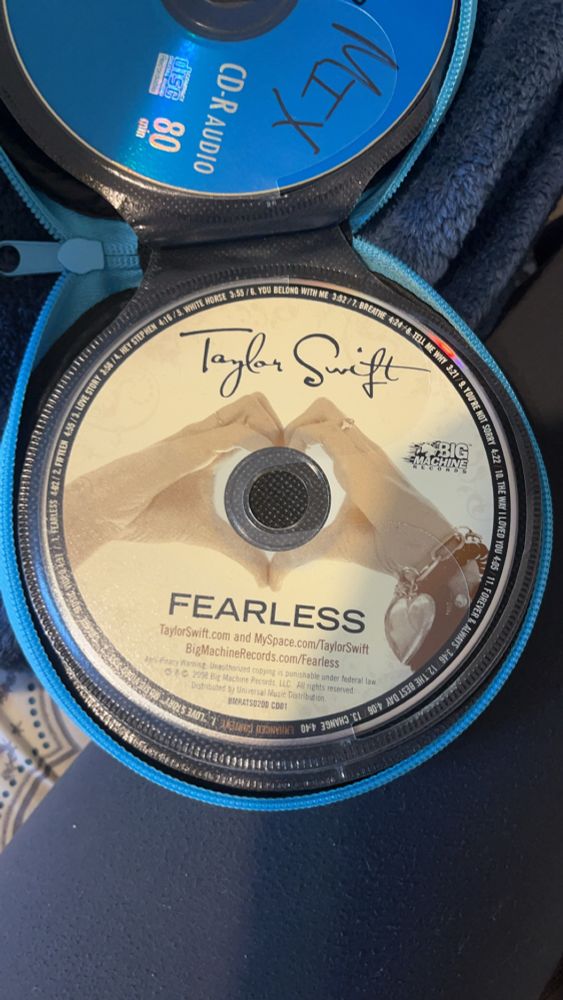 MIX
CD-R AUDIO
COMPACT
disc
80
min
1. FEARLESS 4:02 / 2. FIFTEEN 4:55 / 3. LOVE STORY 3:56 / 4. HEY STEPHEN 4:16 / 5. WHITE HORSE 3:55 / 6. YOU BELONG WITH ME 3:52 / 7. BREATHE 4:24 / 8. TELL ME WHY 3:21 / 9. YOU'RE NOT SORRY 4:22 10. THE WAY I LOVED YOU 4:05 11. FOREVER & ALWAYS 3:46 12. THE BEST DAY 4:06 13. CHANGE 4:40
ENHANCED CONTENT:
Taylor Swift
BIG
MACHINE
RECORDS
FEARLESS
TaylorSwift.com and MySpace.com/TaylorSwift
BigMachineRecords.com/Fearless
Anti-Piracy Warning: Unauthorized copying is punishable under federal law.
℗ © 2008 Big Machine Records, LLC. All rights reserved.
Distributed by Universal Music Distribution.
BMRATS0200 CD01